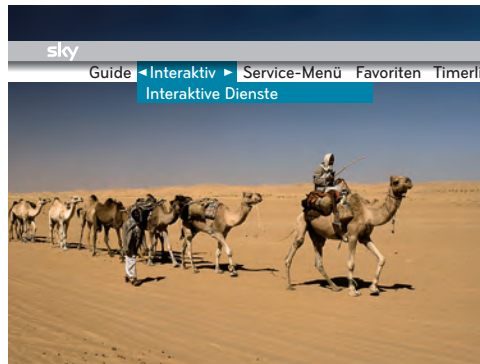 sky
Guide ◄ Interaktiv ► Service-Menü Favoriten Timerli
Interaktive Dienste